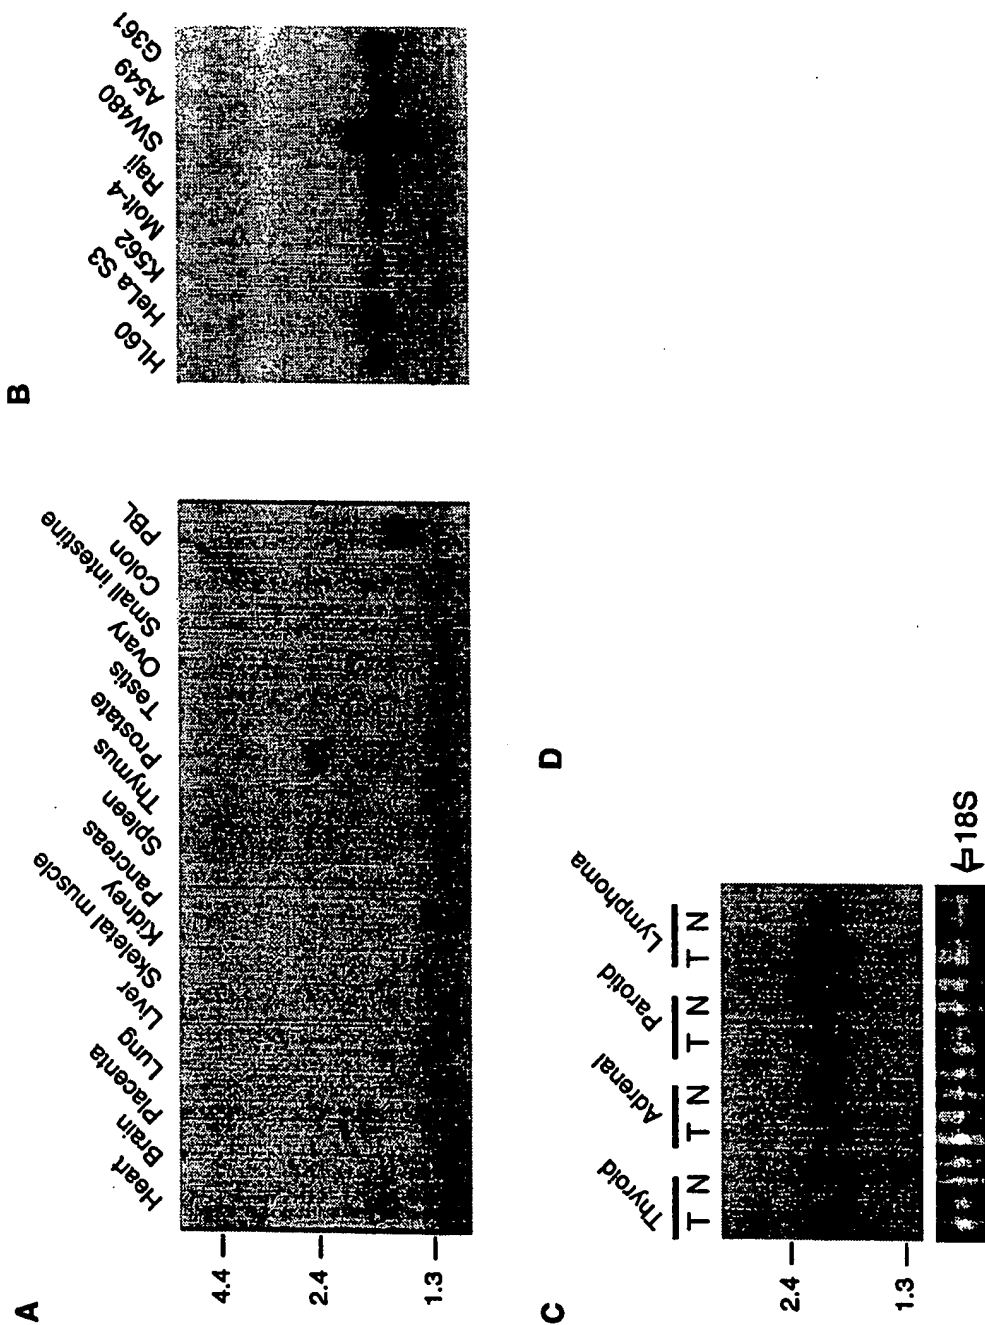 A
Heart
Brain
Placenta
Lung
Liver
Skeletal muscle
Kidney
Pancreas
Spleen
Thymus
Prostate
Testis
Ovary
Small intestine
Colon
PBL
4.4
2.4
1.3
B
HL60
HeLa S3
K562
Molt-4
Raji
SW480
A549
G361
C
Thyroid
Adrenal
Parotid
Lymphoma
T N T N T N T N
2.4
1.3
18S
D